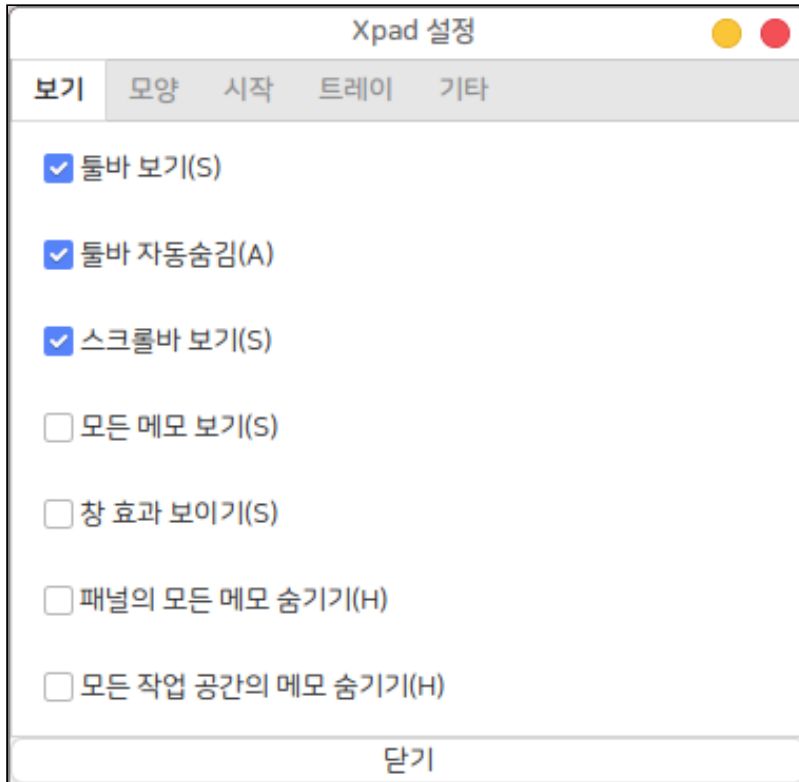 Xpad 설정
보기 모양 시작 트레이 기타
툴바 보기(S)
툴바 자동숨김(A)
스크롤바 보기(S)
모든 메모 보기(S)
창 효과 보이기(S)
패널의 모든 메모 숨기기(H)
모든 작업 공간의 메모 숨기기(H)
닫기